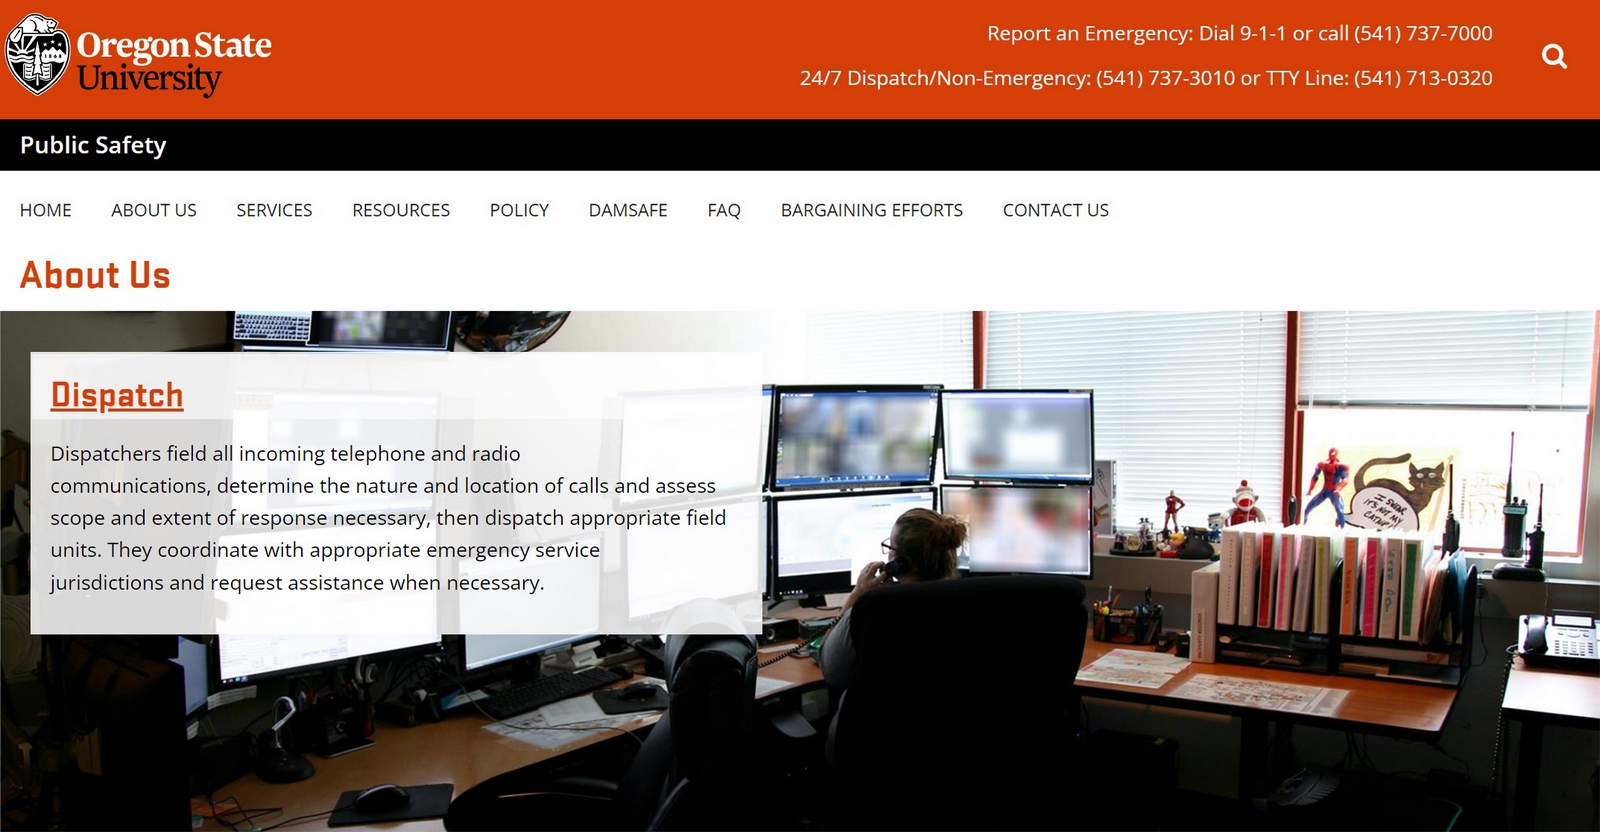 Oregon State
University
Report an Emergency: Dial 9-1-1 or call (541) 737-7000
24/7 Dispatch/Non-Emergency: (541) 737-3010 or TTY Line: (541) 713-0320
Public Safety
HOME ABOUT US SERVICES RESOURCES POLICY DAMSAFE FAQ BARGAINING EFFORTS CONTACT US
About Us
Dispatch
Dispatchers field all incoming telephone and radio
communications, determine the nature and location of calls and assess
scope and extent of response necessary, then dispatch appropriate field
units. They coordinate with appropriate emergency service
jurisdictions and request assistance when necessary.
I SWAR
IT'S NOT MY